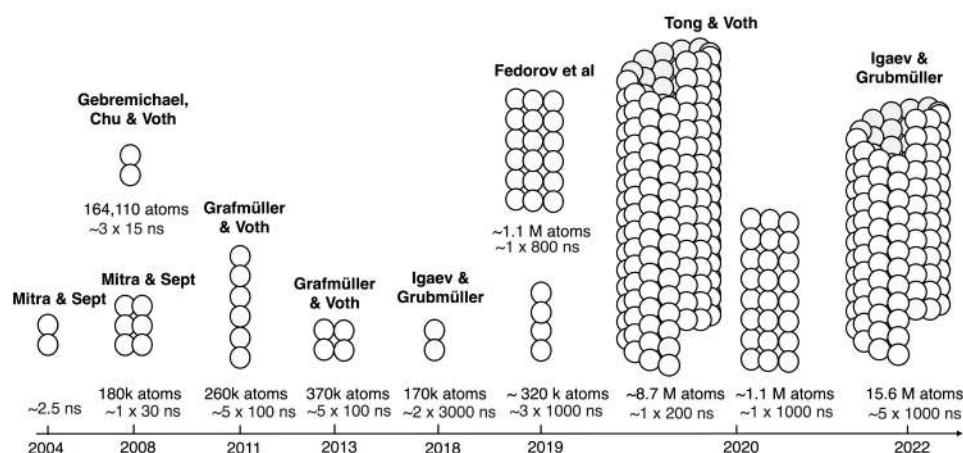 Tong & Voth
Igaev &
Grubmüller
Fedorov et al
Gebremichael,
Chu & Voth
164,110 atoms
~3 x 15 ns
Grafmüller
& Voth
~1.1 M atoms
~1 x 800 ns
Mitra & Sept
Mitra & Sept
Grafmüller
& Voth
Igaev &
Grubmüller
~2.5 ns
180k atoms
~1 x 30 ns
260k atoms
~5 x 100 ns
370k atoms
~5 x 100 ns
170k atoms
~2 x 3000 ns
~ 320 k atoms
~3 x 1000 ns
~8.7 M atoms
~1 x 200 ns
~1.1 M atoms
~1 x 1000 ns
15.6 M atoms
~5 x 1000 ns
2004 2008 2011 2013 2018 2019 2020 2022